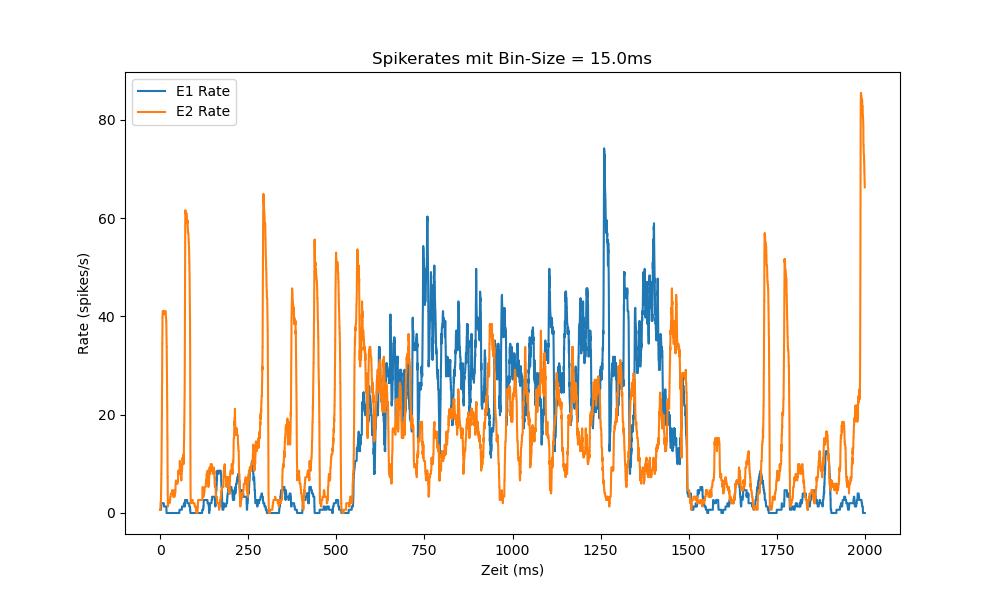 Spikerates mit Bin-Size = 15.0ms
E1 Rate
E2 Rate
Rate (spikes/s)
80
60
40
20
0
0 250 500 750 1000 1250 1500 1750 2000
Zeit (ms)